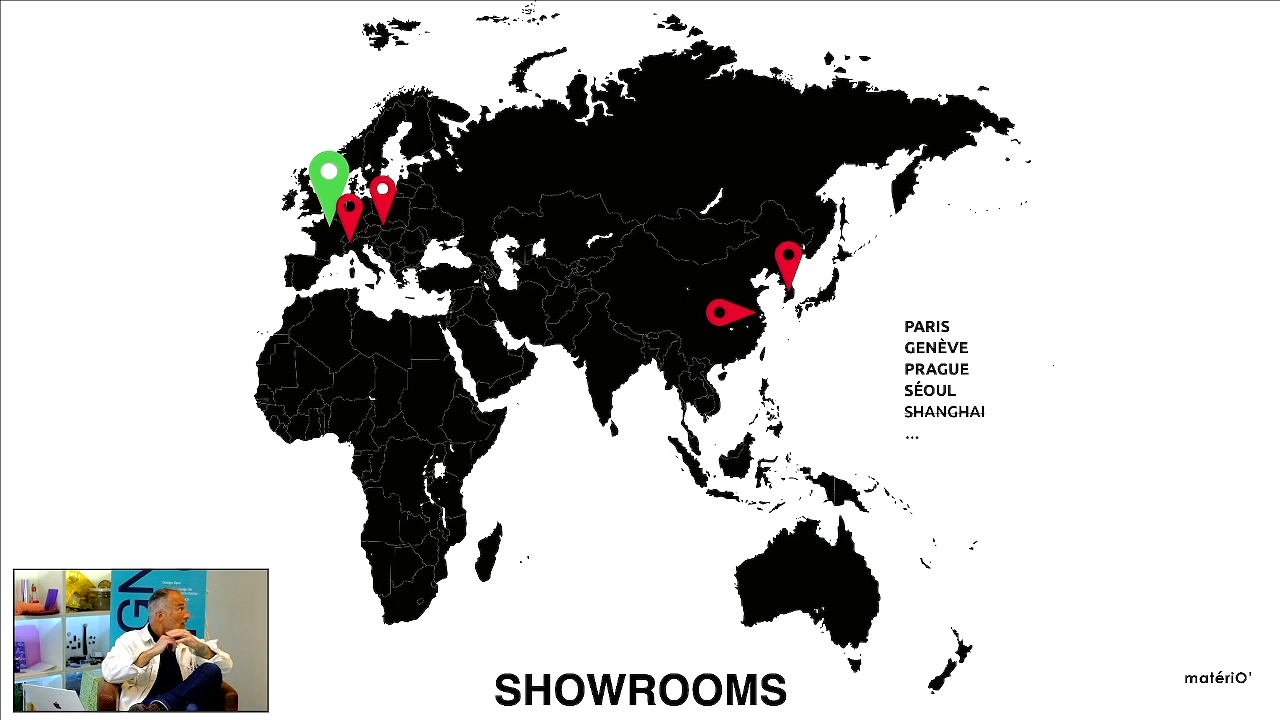 PARIS
GENÈVE
PRAGUE
SÉOUL
SHANGHAI
...
SHOWROOMS
matériO'